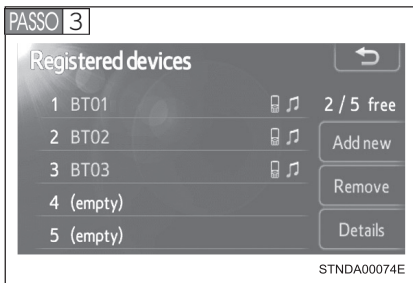 PASSO 3
Registered devices
1 BT01 2 / 5 free
2 BT02 Add new
3 BT03 Remove
4 (empty)
5 (empty) Details
STNDA00074E